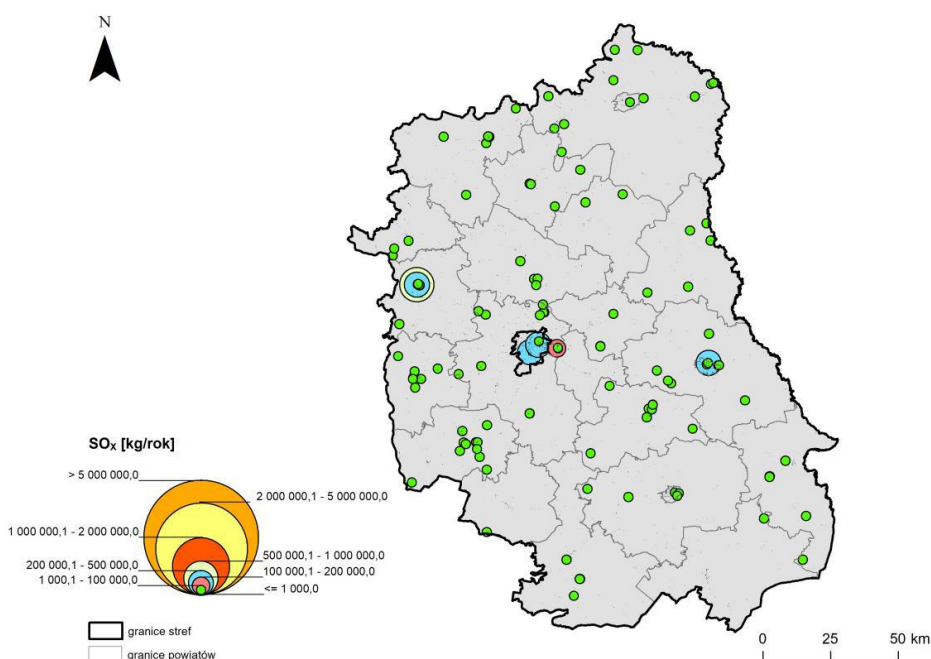 N
SOₓ [kg/rok]
> 5 000 000,0
2 000 000,1 - 5 000 000,0
1 000 000,1 - 2 000 000,0
500 000,1 - 1 000 000,0
200 000,1 - 500 000,0
100 000,1 - 200 000,0
1 000,1 - 100 000,0
<= 1 000,0
granice stref
granice powiatów
0 25 50 km